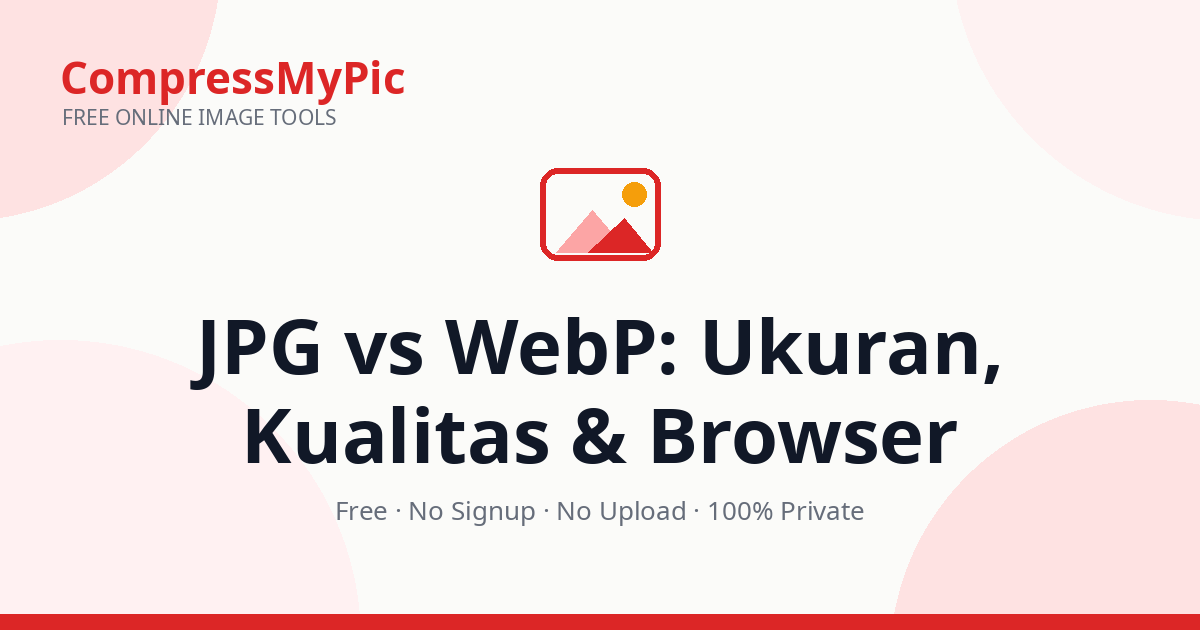 CompressMyPic
FREE ONLINE IMAGE TOOLS
JPG vs WebP: Ukuran,
Kualitas & Browser
Free · No Signup · No Upload · 100% Private